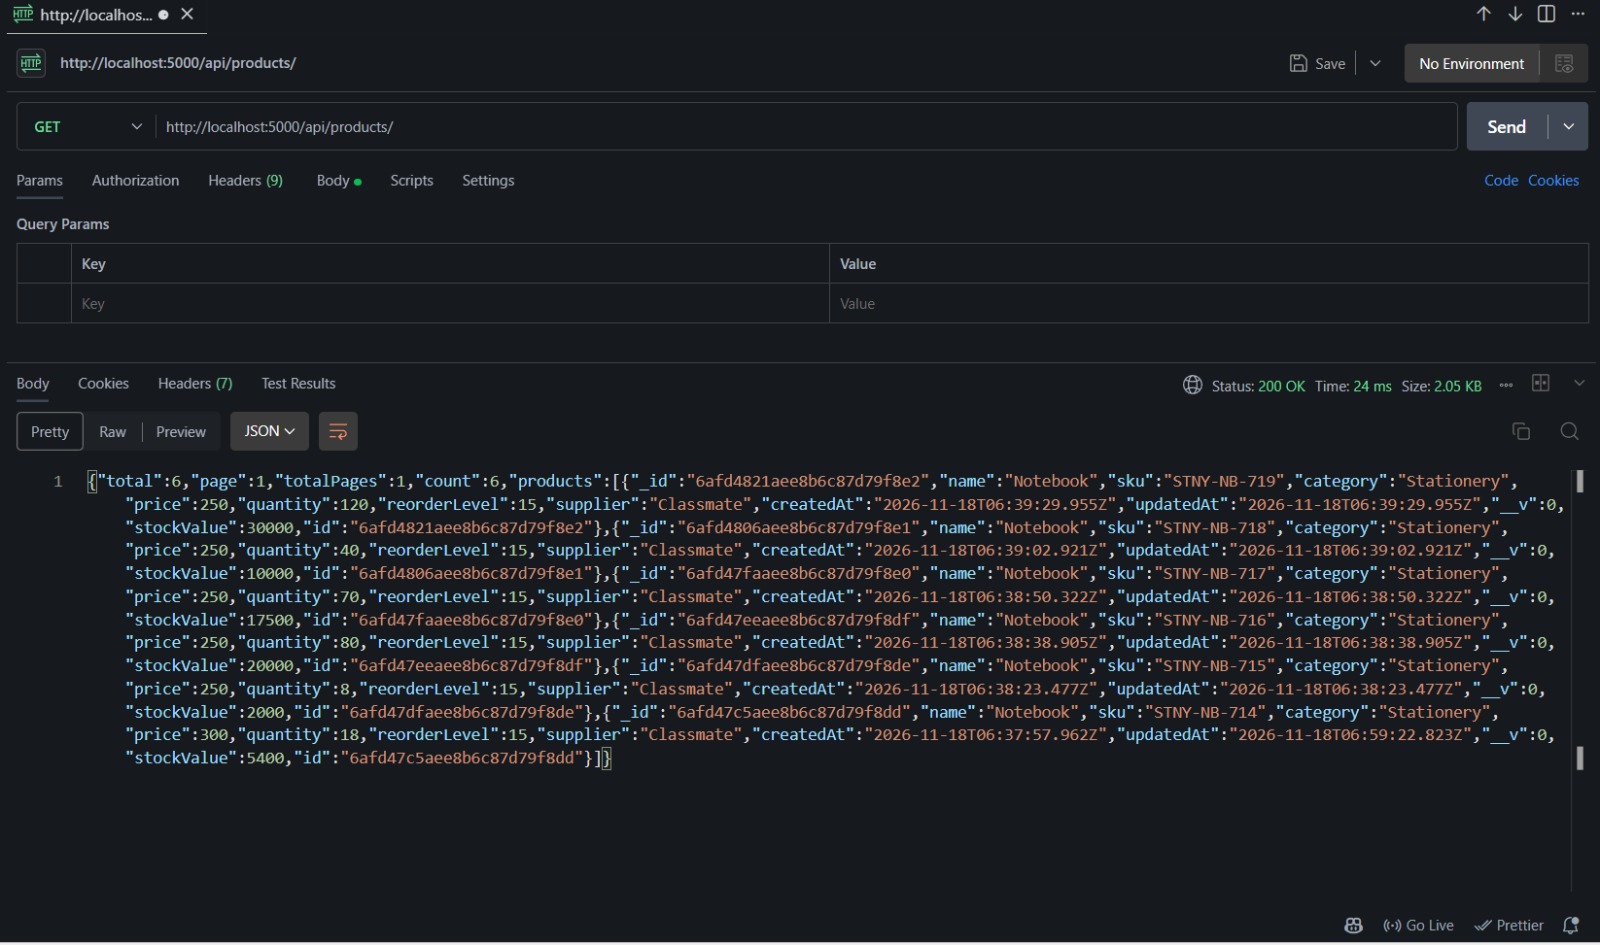 HTTP http://localhos...
HTTP http://localhost:5000/api/products/ Save No Environment
GET http://localhost:5000/api/products/ Send
Params Authorization Headers (9) Body Scripts Settings Code Cookies
Query Params
Key Value
Key Value
Body Cookies Headers (7) Test Results Status: 200 OK Time: 24 ms Size: 2.05 KB
Pretty Raw Preview JSON
1 {"total":6,"page":1,"totalPages":1,"count":6,"products":[{"_id":"6afd4821aee8b6c87d79f8e2","name":"Notebook","sku":"STNY-NB-719","category":"Stationery",
"price":250,"quantity":120,"reorderLevel":15,"supplier":"Classmate","createdAt":"2026-11-18T06:39:29.955Z","updatedAt":"2026-11-18T06:39:29.955Z","__v":0,
"stockValue":30000,"id":"6afd4821aee8b6c87d79f8e2"},{"_id":"6afd4806aee8b6c87d79f8e1","name":"Notebook","sku":"STNY-NB-718","category":"Stationery",
"price":250,"quantity":40,"reorderLevel":15,"supplier":"Classmate","createdAt":"2026-11-18T06:39:02.921Z","updatedAt":"2026-11-18T06:39:02.921Z","__v":0,
"stockValue":10000,"id":"6afd4806aee8b6c87d79f8e1"},{"_id":"6afd47faaee8b6c87d79f8e0","name":"Notebook","sku":"STNY-NB-717","category":"Stationery",
"price":250,"quantity":70,"reorderLevel":15,"supplier":"Classmate","createdAt":"2026-11-18T06:38:50.322Z","updatedAt":"2026-11-18T06:38:50.322Z","__v":0,
"stockValue":17500,"id":"6afd47faaee8b6c87d79f8e0"},{"_id":"6afd47eeaee8b6c87d79f8df","name":"Notebook","sku":"STNY-NB-716","category":"Stationery",
"price":250,"quantity":80,"reorderLevel":15,"supplier":"Classmate","createdAt":"2026-11-18T06:38:38.905Z","updatedAt":"2026-11-18T06:38:38.905Z","__v":0,
"stockValue":20000,"id":"6afd47eeaee8b6c87d79f8df"},{"_id":"6afd47dfaee8b6c87d79f8de","name":"Notebook","sku":"STNY-NB-715","category":"Stationery",
"price":250,"quantity":8,"reorderLevel":15,"supplier":"Classmate","createdAt":"2026-11-18T06:38:23.477Z","updatedAt":"2026-11-18T06:38:23.477Z","__v":0,
"stockValue":2000,"id":"6afd47dfaee8b6c87d79f8de"},{"_id":"6afd47c5aee8b6c87d79f8dd","name":"Notebook","sku":"STNY-NB-714","category":"Stationery",
"price":300,"quantity":18,"reorderLevel":15,"supplier":"Classmate","createdAt":"2026-11-18T06:37:57.962Z","updatedAt":"2026-11-18T06:59:22.823Z","__v":0,
"stockValue":5400,"id":"6afd47c5aee8b6c87d79f8dd"}]}
Go Live Prettier